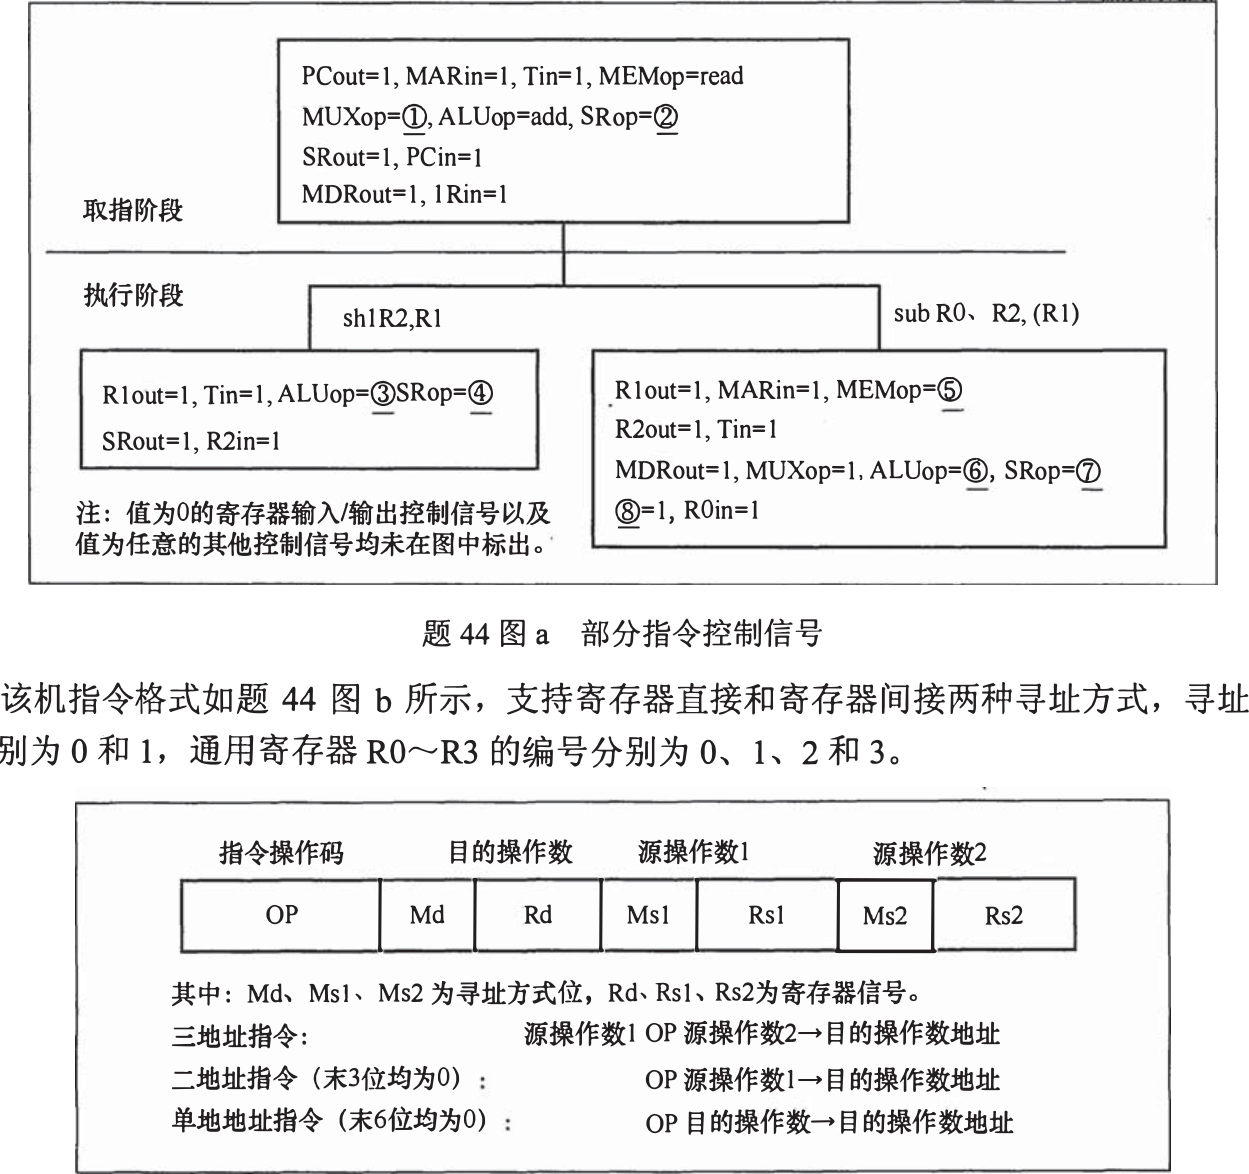 PCout=1, MARin=1, Tin=1, MEMop=read
MUXop=①, ALUop=add, SRop=②
SRout=1, PCin=1
MDRout=1, 1Rin=1
取指阶段
执行阶段
sh1R2,R1
sub R0、R2, (R1)
R1out=1, Tin=1, ALUop=③SRop=④
SRout=1, R2in=1
R1out=1, MARin=1, MEMop=⑤
R2out=1, Tin=1
MDRout=1, MUXop=1, ALUop=⑥, SRop=⑦
⑧=1, R0in=1
注：值为0的寄存器输入/输出控制信号以及
值为任意的其他控制信号均未在图中标出。
题 44 图 a 部分指令控制信号
该机指令格式如题 44 图 b 所示，支持寄存器直接和寄存器间接两种寻址方式，寻址
别为 0 和 1，通用寄存器 R0～R3 的编号分别为 0、1、2 和 3。
指令操作码 目的操作数 源操作数1 源操作数2
OP Md Rd Ms1 Rs1 Ms2 Rs2
其中：Md、Ms1、Ms2 为寻址方式位，Rd、Rs1、Rs2为寄存器信号。
三地址指令： 源操作数1 OP 源操作数2→目的操作数地址
二地址指令（末3位均为0）： OP 源操作数1→目的操作数地址
单地地址指令（末6位均为0）： OP 目的操作数→目的操作数地址